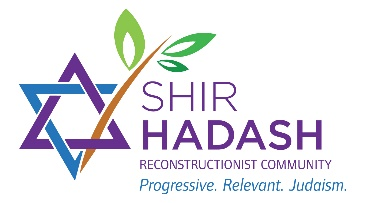 SHIR
HADASH
RECONSTRUCTIONIST COMMUNITY
Progressive. Relevant. Judaism.